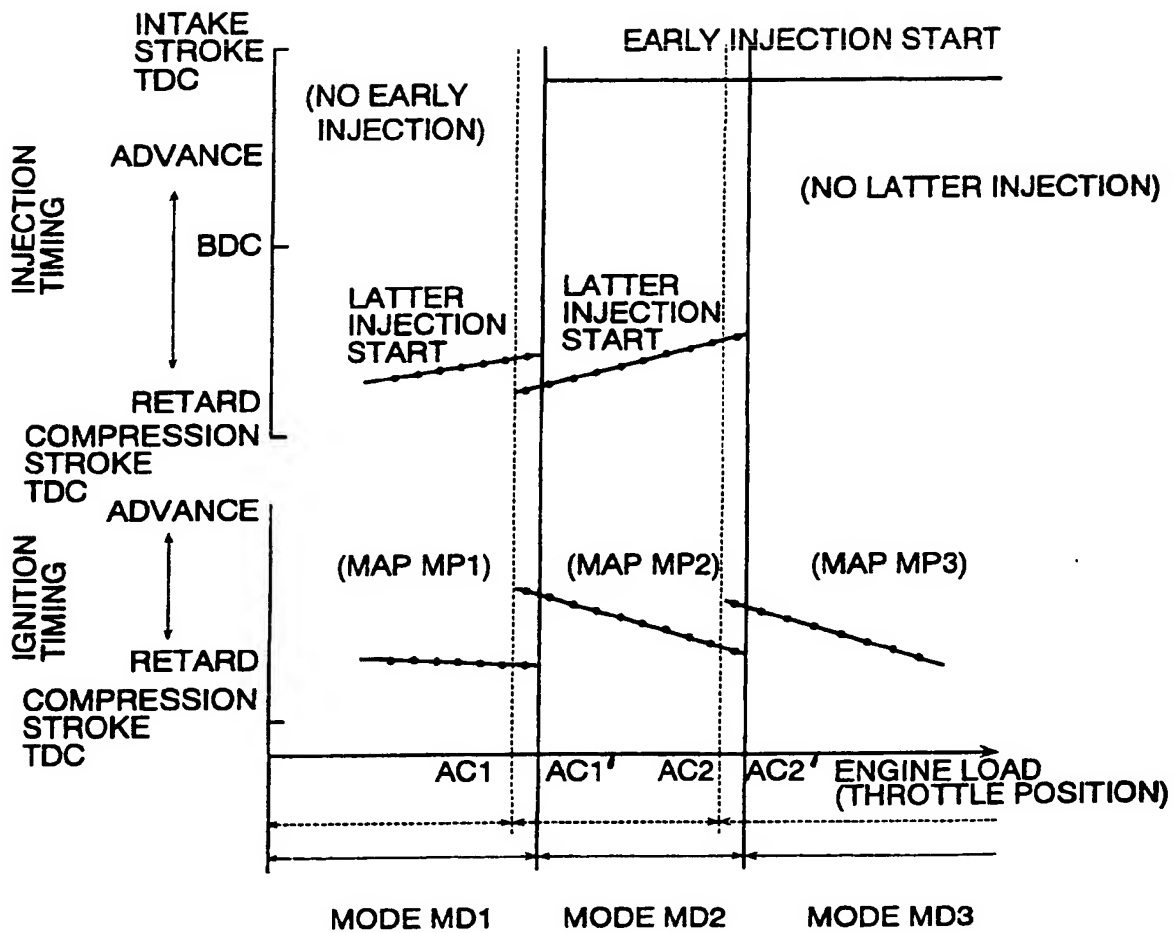 INTAKE
STROKE
TDC
EARLY INJECTION START
(NO EARLY
INJECTION)
ADVANCE
(NO LATTER INJECTION)
INJECTION
TIMING
BDC
LATTER
INJECTION
START
LATTER
INJECTION
START
RETARD
COMPRESSION
STROKE
TDC
ADVANCE
IGNITION
TIMING
(MAP MP1)
(MAP MP2)
(MAP MP3)
RETARD
COMPRESSION
STROKE
TDC
AC1
AC1'
AC2
AC2'
ENGINE LOAD
(THROTTLE POSITION)
MODE MD1
MODE MD2
MODE MD3